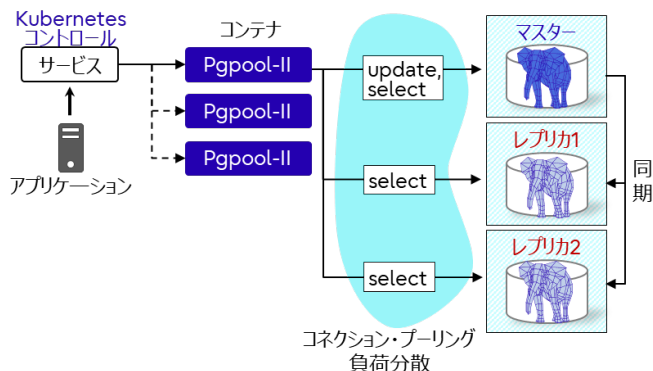 Kubernetes
コントロール
サービス
アプリケーション
コンテナ
Pgpool-II
Pgpool-II
Pgpool-II
update,
select
select
select
コネクション・プーリング
負荷分散
マスター
レプリカ1
レプリカ2
同
期